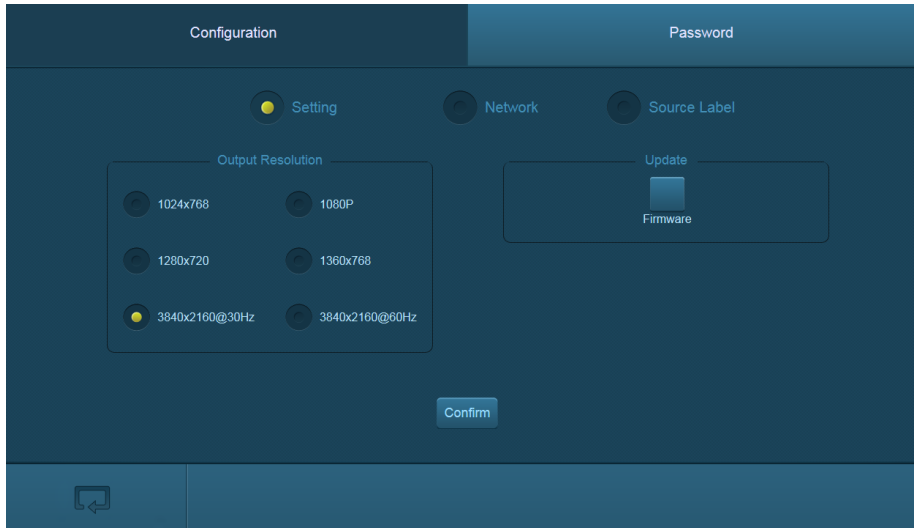 Configuration
Password
Setting
Network
Source Label
Output Resolution
Update
1024x768
1080P
Firmware
1280x720
1360x768
3840x2160@30Hz
3840x2160@60Hz
Confirm